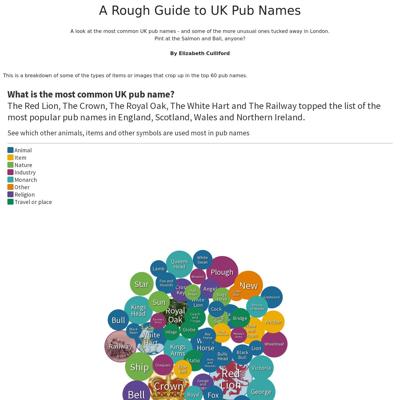 A Rough Guide to UK Pub Names
A look at the most common UK pub names - and some of the more unusual ones tucked away in London.
Pint at the Salmon and Ball, anyone?
By Elizabeth Culliford
This is a breakdown of some of the types of items or images that crop up in the top 60 pub names.
What is the most common UK pub name?
The Red Lion, The Crown, The Royal Oak, The White Hart and The Railway topped the list of the
most popular pub names in England, Scotland, Wales and Northern Ireland.
See which other animals, items and other symbols are used most in pub names
Animal
Item
Nature
Industry
Monarch
Other
Religion
Travel or place
White
Swan
Queens
Head
Lamb
Plough
New
Star
Angel
Sun
Kings
Head
Royal
Oak
White
Lion
Cock
Bridge
Bull
Globe
Railway
White
Hart
Kings
Arms
Horse
Black
Bull
Lion
Ship
Bulls
Head
Red
Lion
Victoria
Crown
Bell
Royal
Fox
George